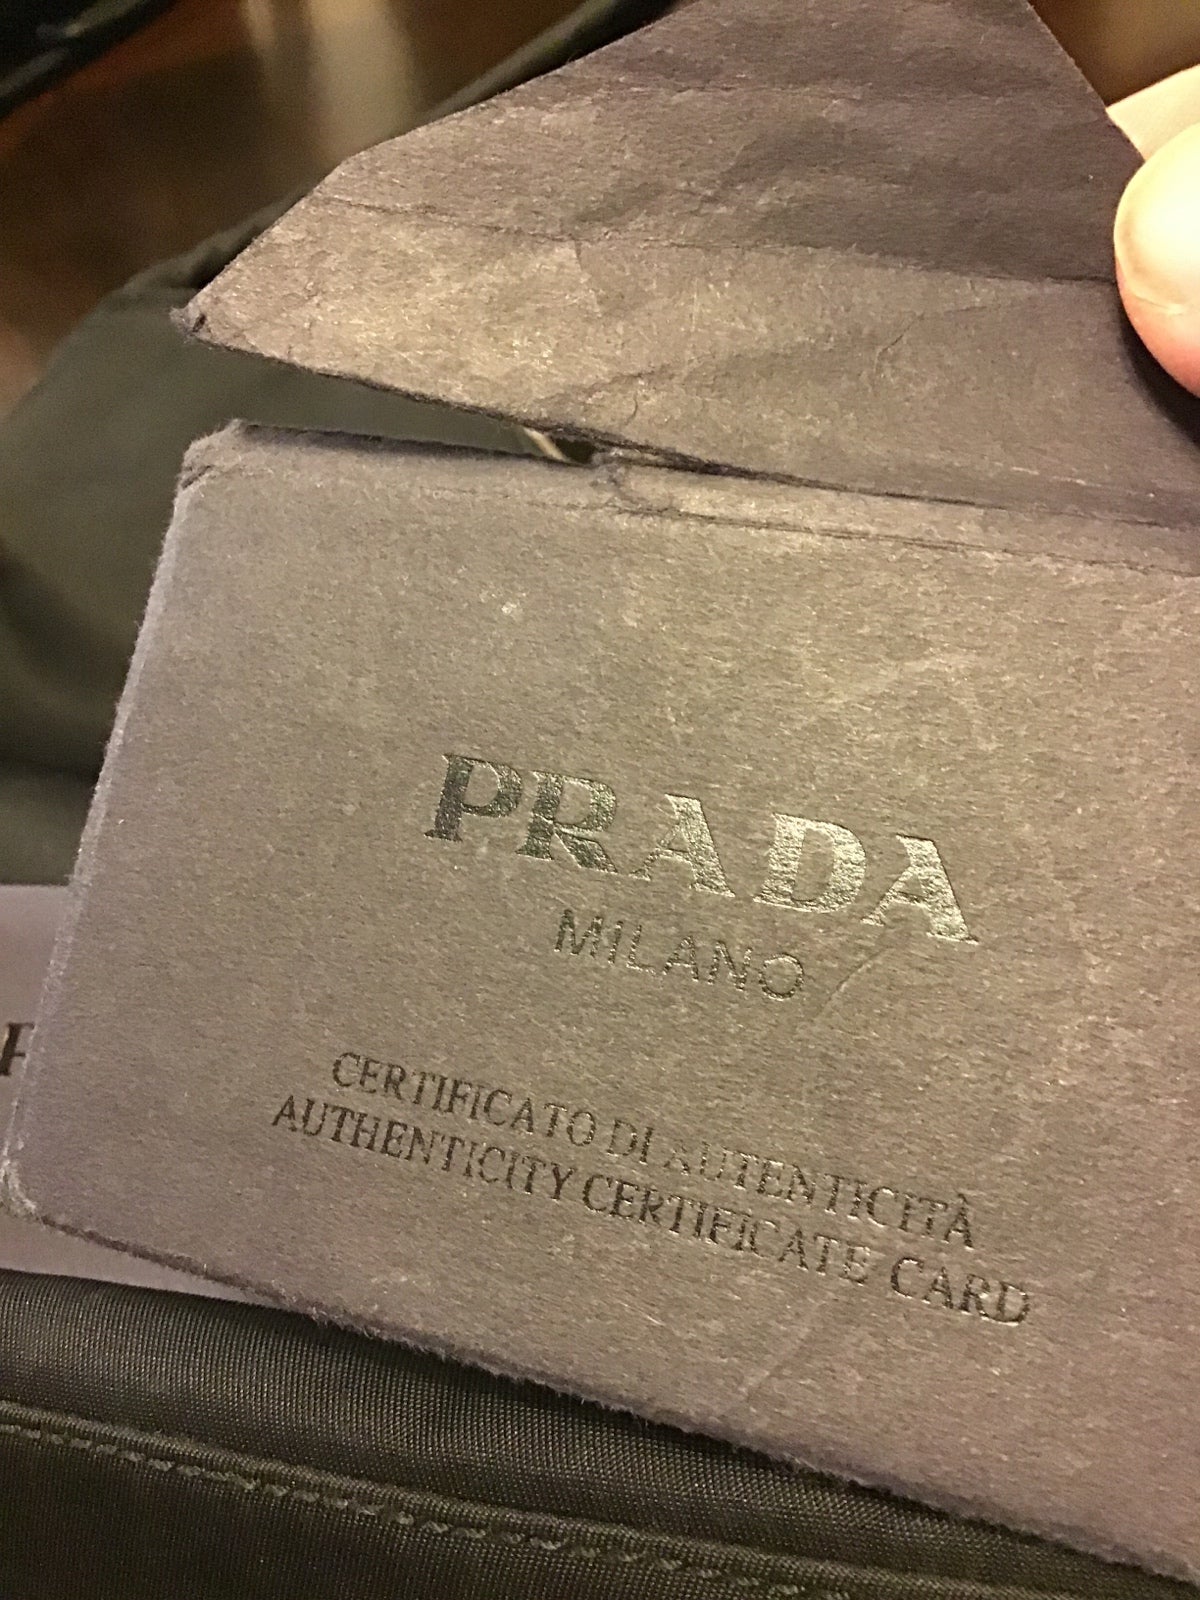 PRADA
MILANO
CERTIFICATO DI AUTENTICITÀ
AUTHENTICITY CERTIFICATE CARD